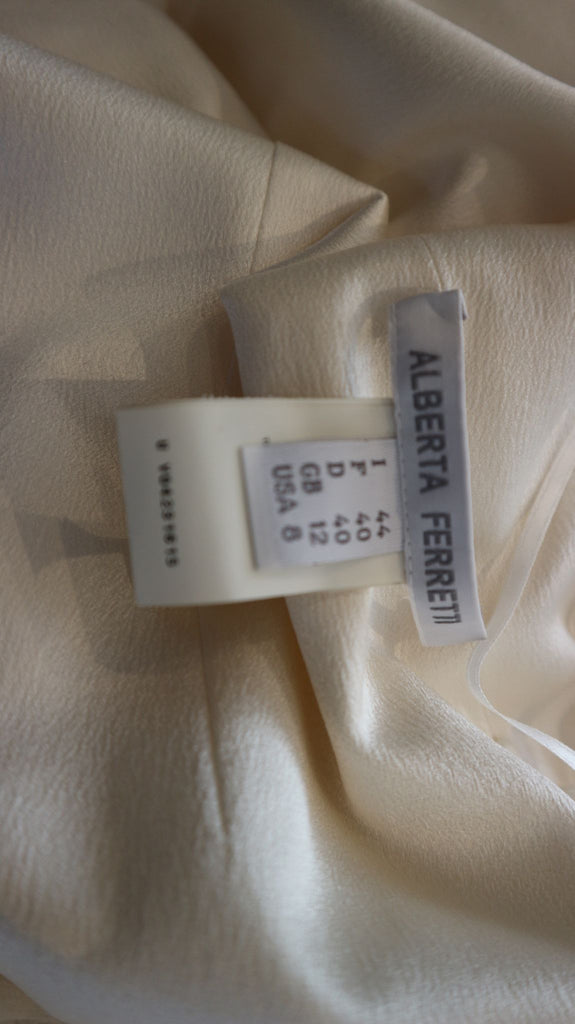 ALBERTA FERRETTI
I 44
F 40
D 40
GB 12
USA 8